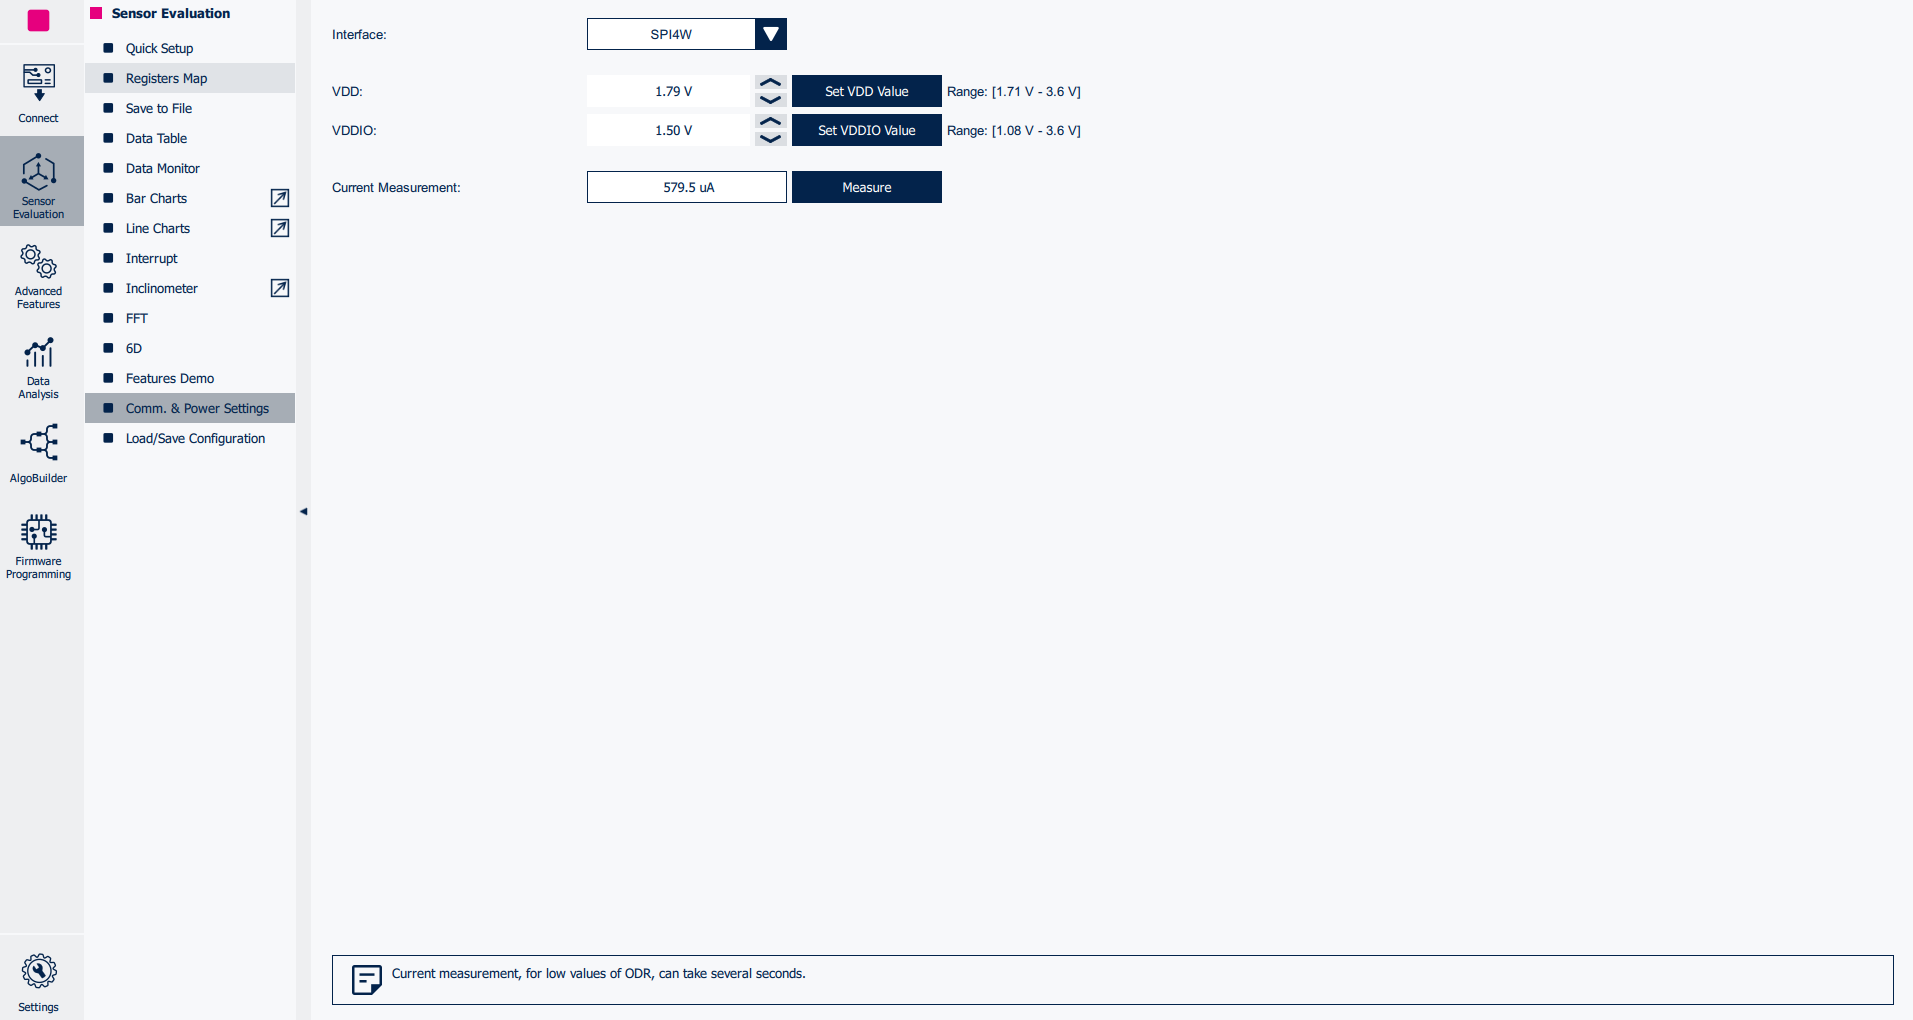 Connect
Sensor
Evaluation
Advanced
Features
Data
Analysis
AlgoBuilder
Firmware
Programming
Settings
Sensor Evaluation
Quick Setup
Registers Map
Save to File
Data Table
Data Monitor
Bar Charts
Line Charts
Interrupt
Inclinometer
FFT
6D
Features Demo
Comm. & Power Settings
Load/Save Configuration
Interface: SPI4W
VDD: 1.79 V Set VDD Value Range: [1.71 V - 3.6 V]
VDDIO: 1.50 V Set VDDIO Value Range: [1.08 V - 3.6 V]
Current Measurement: 579.5 uA Measure
Current measurement, for low values of ODR, can take several seconds.